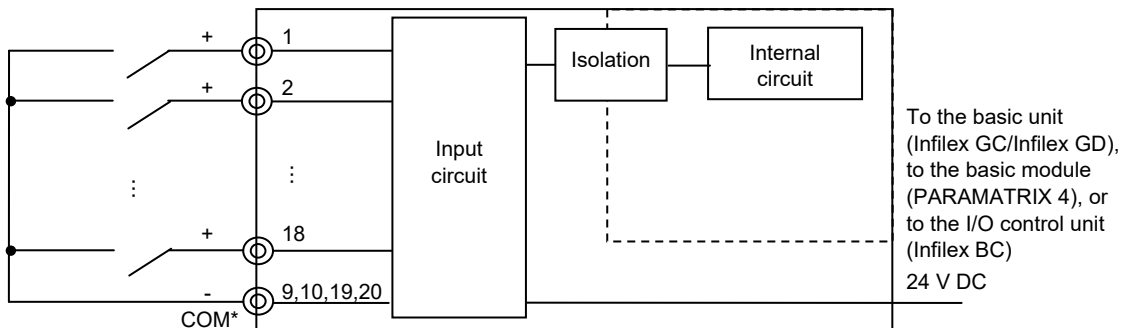 +
1
+
2
⋮
⋮
+
18
-
9,10,19,20
COM*
Input
circuit
Isolation
Internal
circuit
To the basic unit
(Infilex GC/Infilex GD),
to the basic module
(PARAMATRIX 4), or
to the I/O control unit
(Infilex BC)
24 V DC